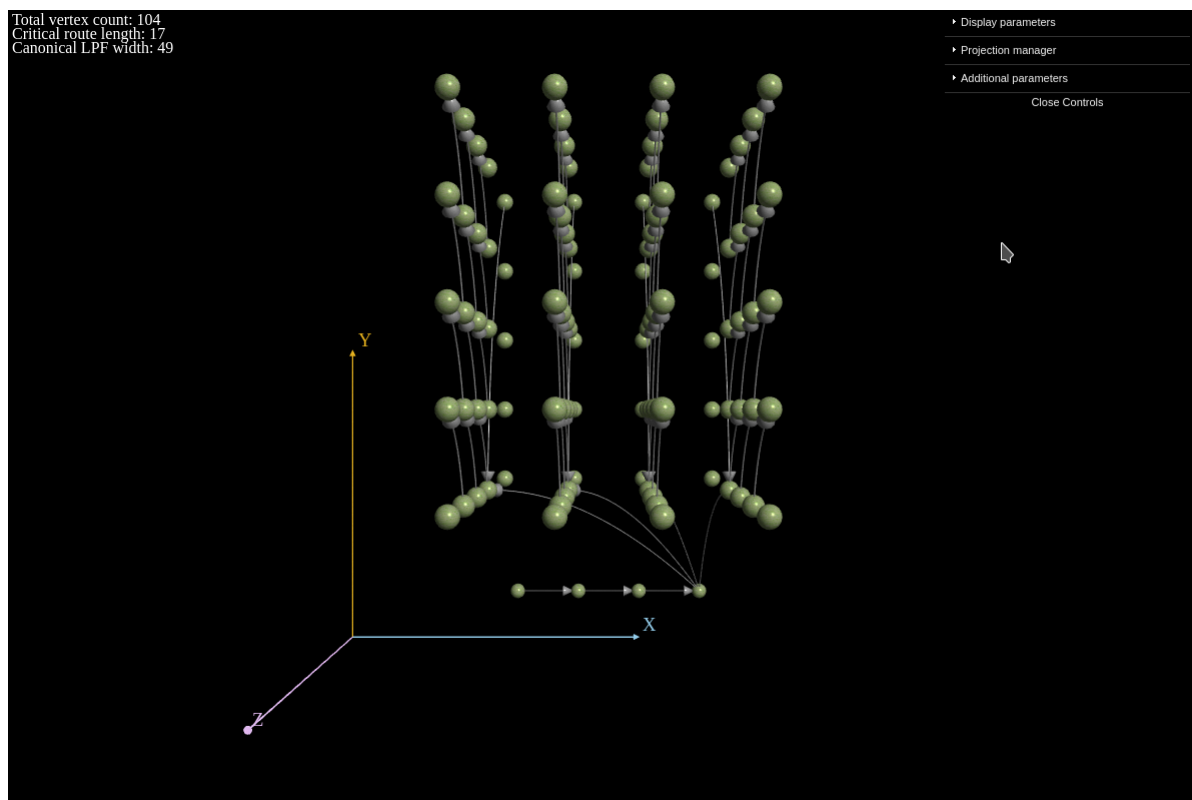 Total vertex count: 104
Critical route length: 17
Canonical LPF width: 49
Display parameters
Projection manager
Additional parameters
Close Controls
Y
X
Z